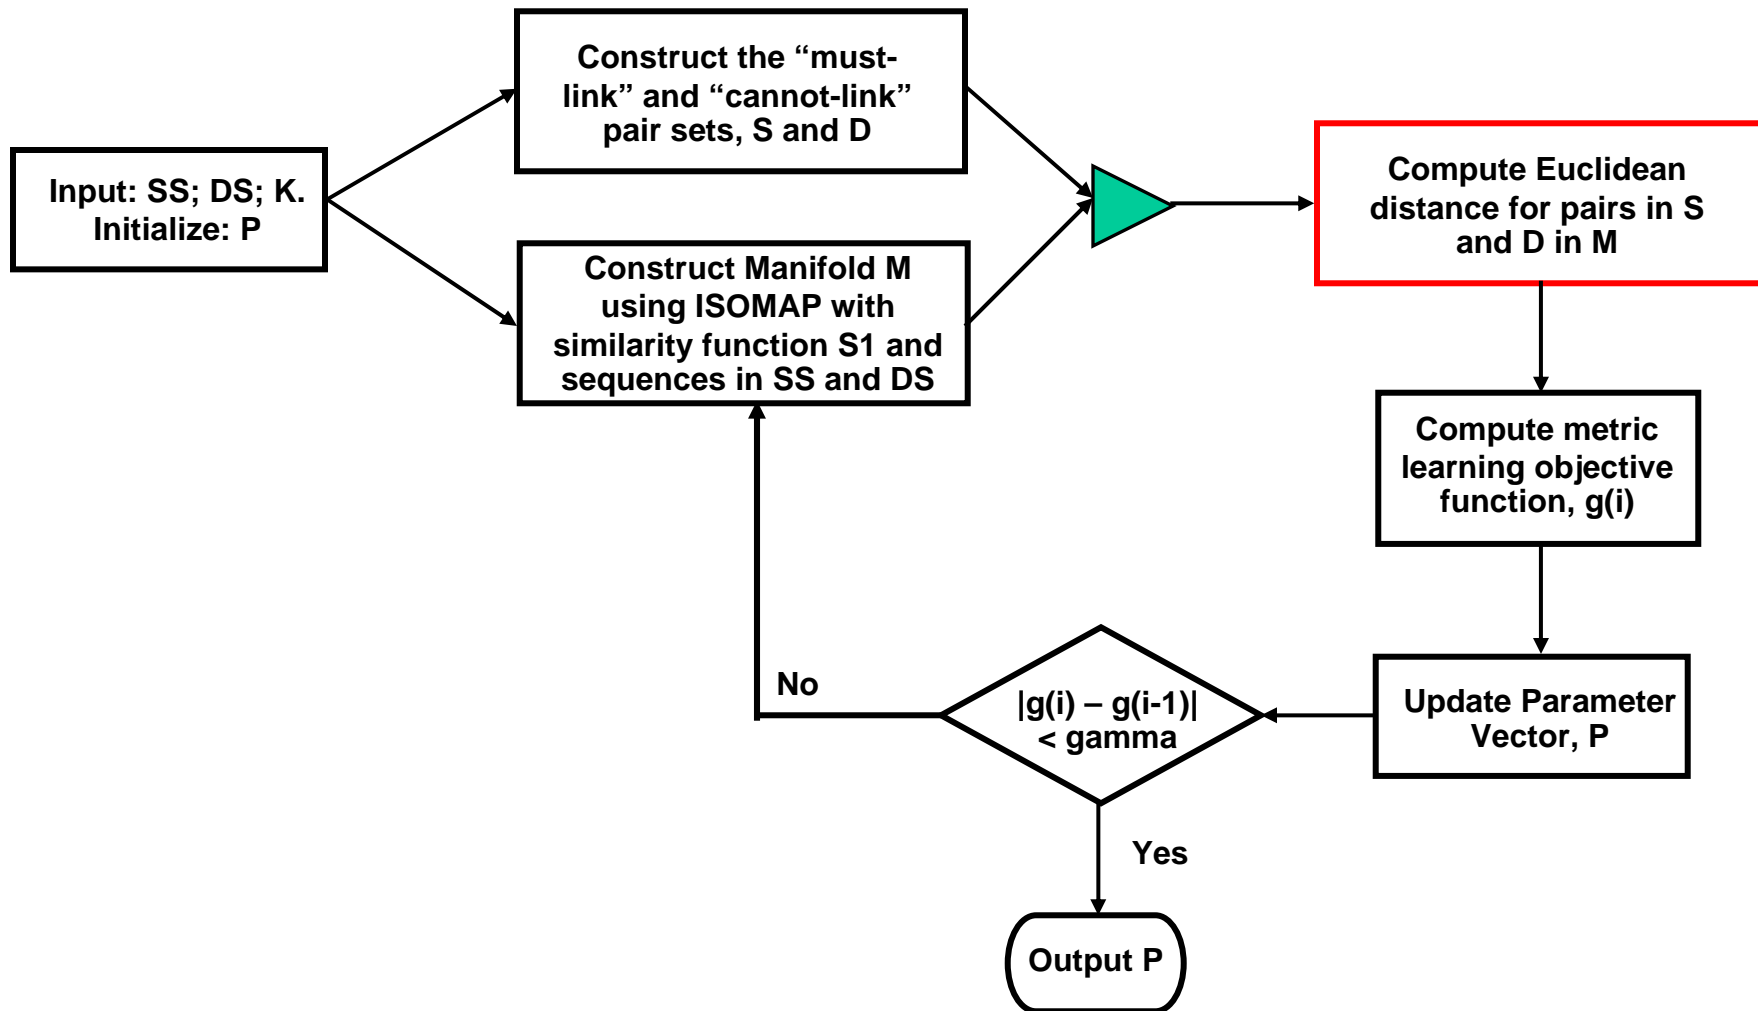 Construct the “must-
link” and “cannot-link”
pair sets, S and D
Input: SS; DS; K.
Initialize: P
Construct Manifold M
using ISOMAP with
similarity function S1 and
sequences in SS and DS
Compute Euclidean
distance for pairs in S
and D in M
Compute metric
learning objective
function, g(i)
Update Parameter
Vector, P
|g(i) – g(i-1)|
< gamma
No
Yes
Output P